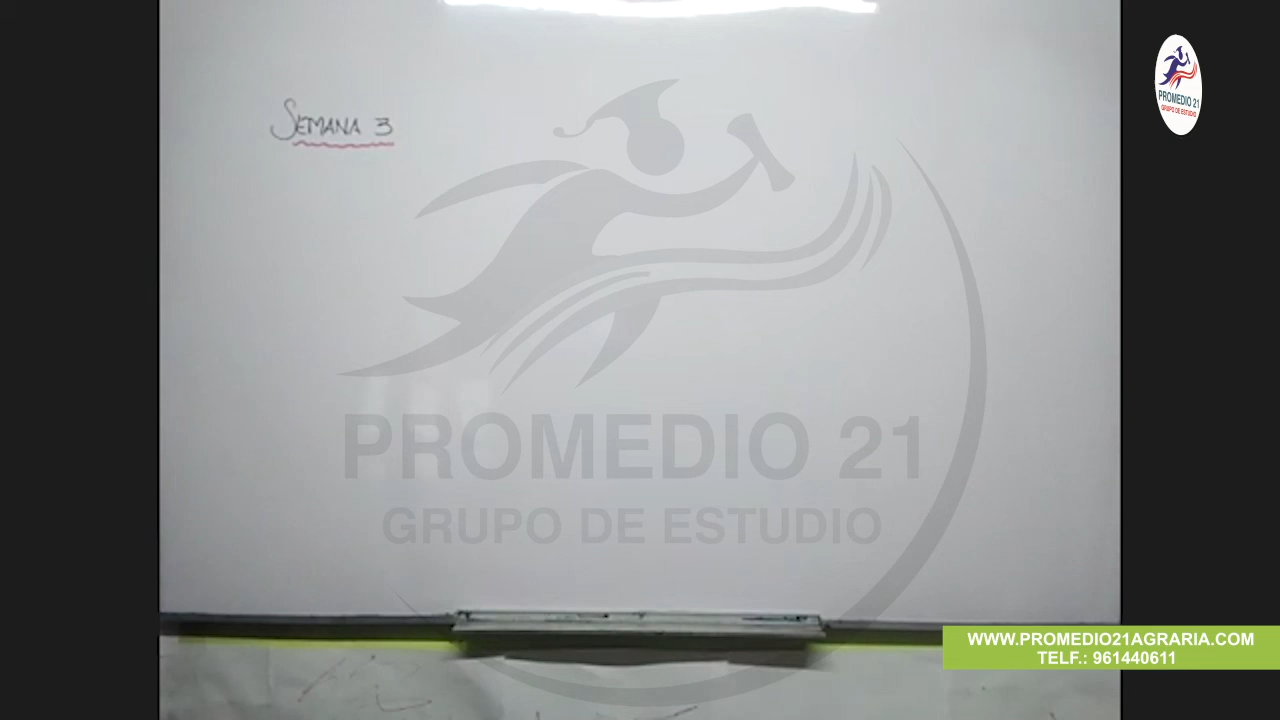 SEMANA 3
PROMEDIO 21
GRUPO DE ESTUDIO
PROMEDIO 21
GRUPO DE ESTUDIO
WWW.PROMEDIO21AGRARIA.COM
TELF.: 961440611